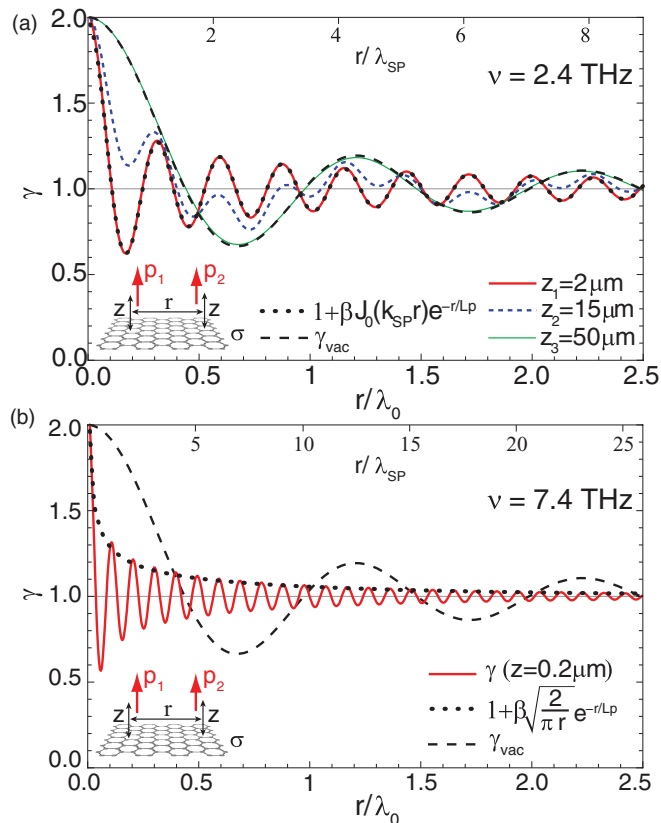 (a)
0 2 4 6 8
r/λSP
ν = 2.4 THz
2.0
1.5
1.0
0.5
0.0
γ
p1 p2
z r z
σ
1+βJ0(kSPr)e-r/Lp
γvac
z1=2μm
z2=15μm
z3=50μm
0.0 0.5 1.0 1.5 2.0 2.5
r/λ0
(b)
0 5 10 15 20 25
r/λSP
ν = 7.4 THz
2.0
1.5
1.0
0.5
0.0
γ
p1 p2
z r z
σ
γ (z=0.2μm)
1+β√(2/πr) e-r/Lp
γvac
0.0 0.5 1.0 1.5 2.0 2.5
r/λ0